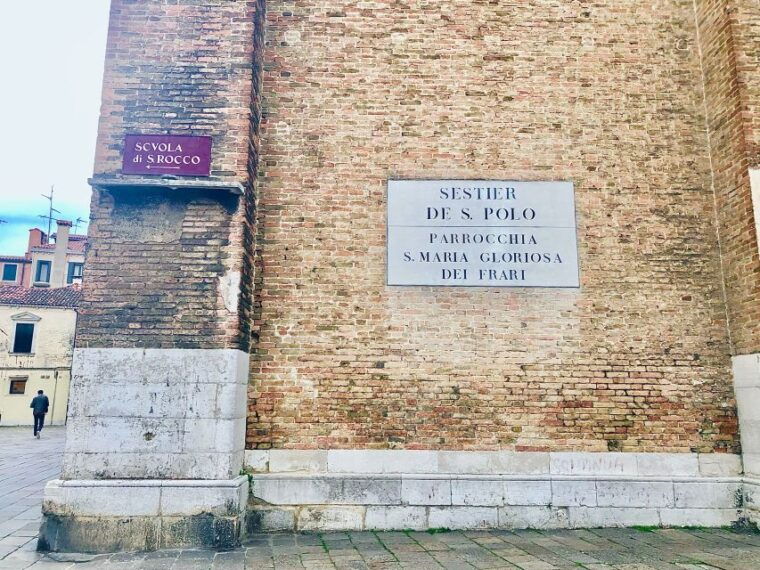 SCVOLA
di S. ROCCO
SESTIER
DE S. POLO
PARROCCHIA
S. MARIA GLORIOSA
DEI FRARI